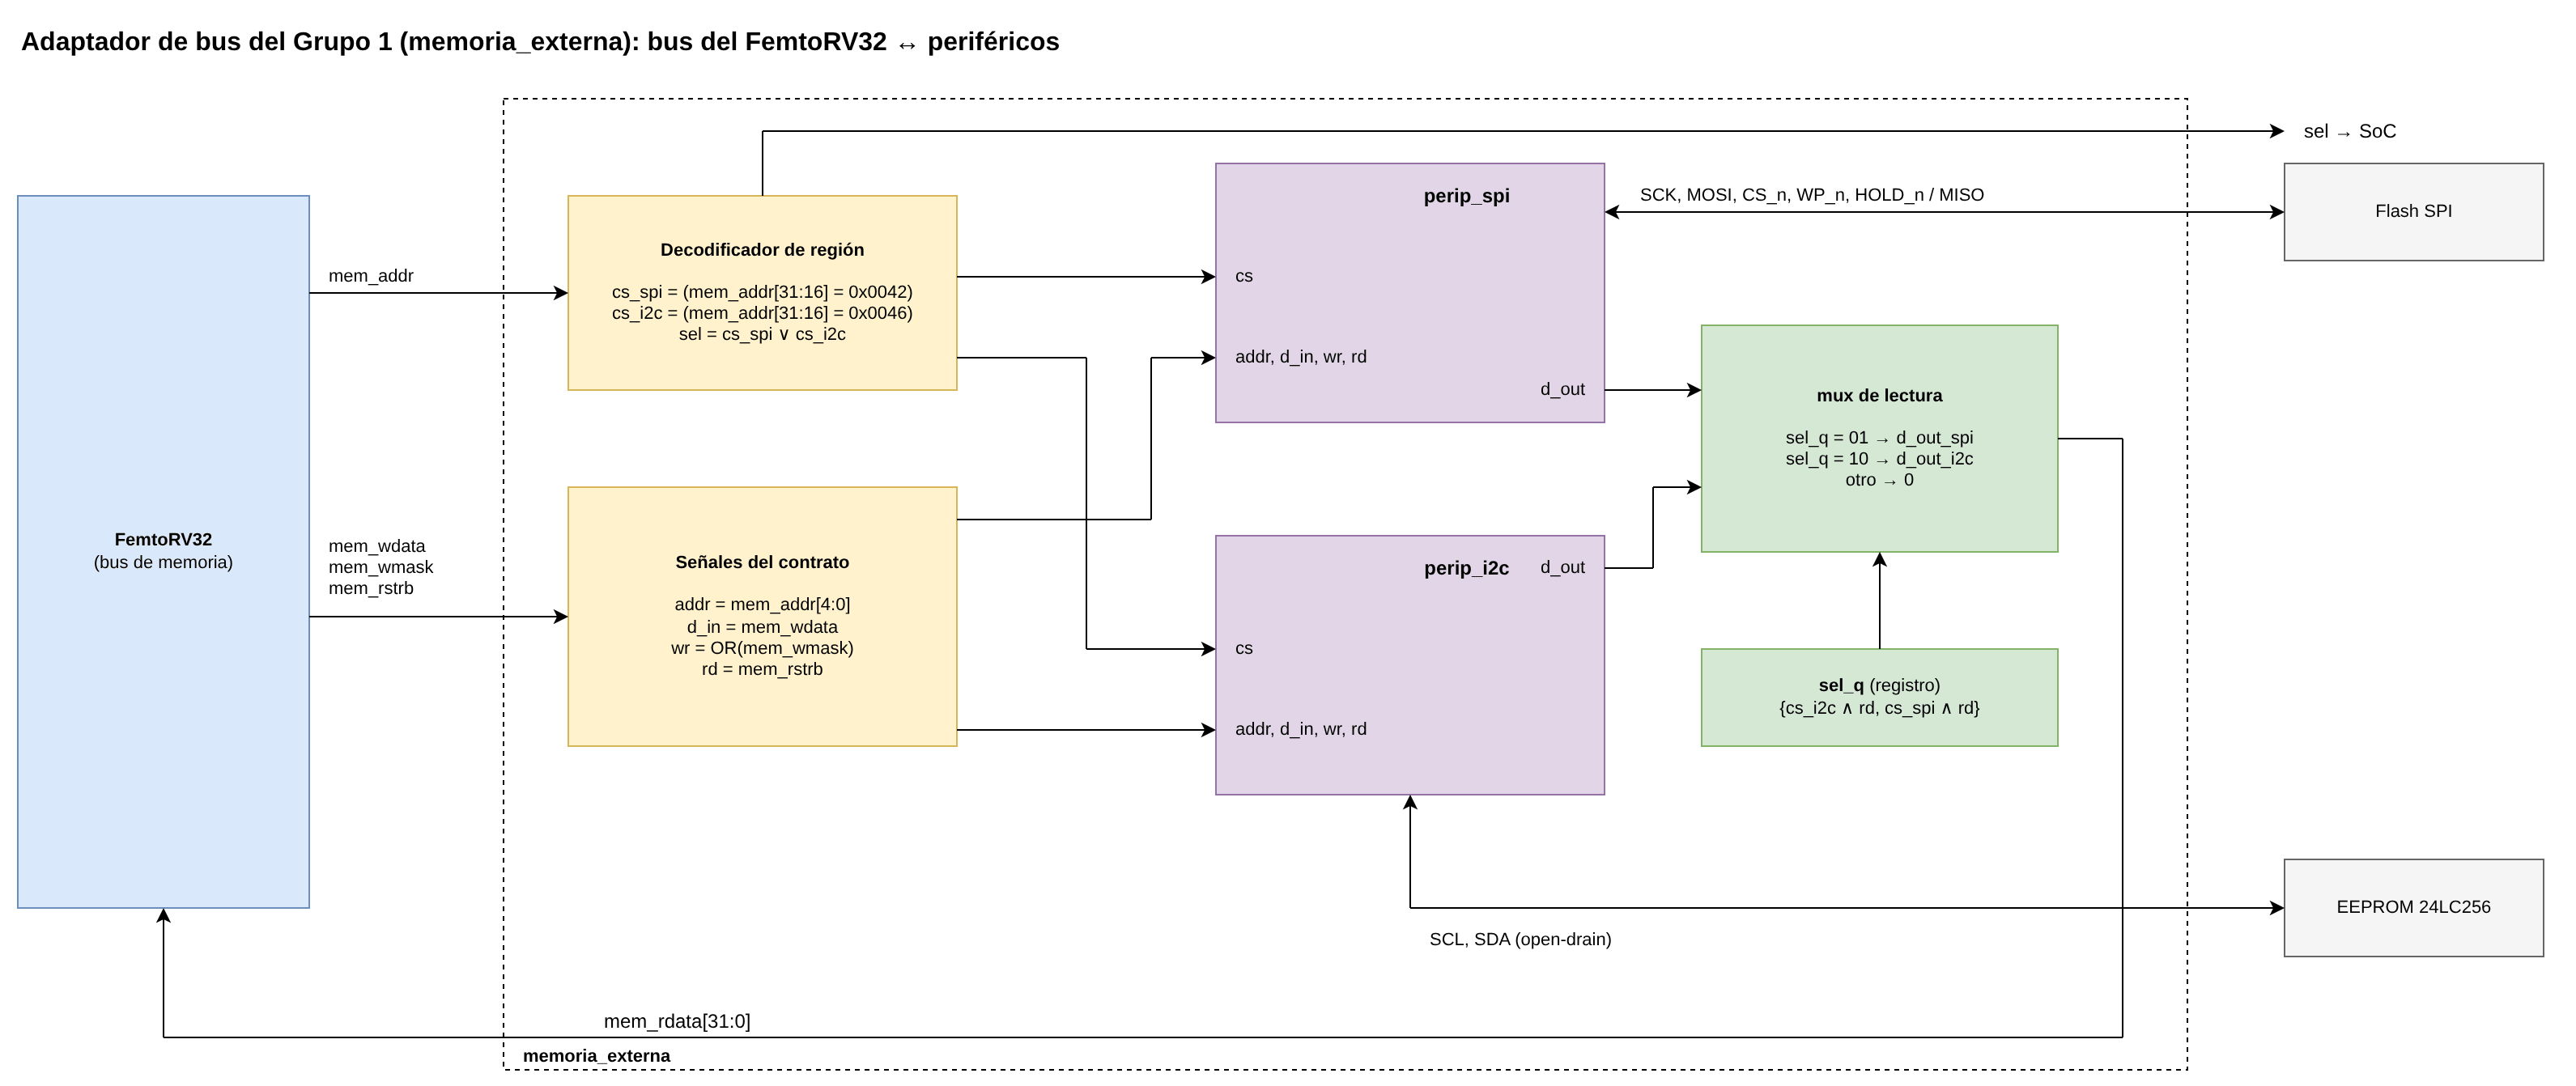 Adaptador de bus del Grupo 1 (memoria_externa): bus del FemtoRV32 ↔ periféricos
sel → SoC
FemtoRV32
(bus de memoria)
mem_addr
mem_wdata
mem_wmask
mem_rstrb
Decodificador de región
cs_spi = (mem_addr[31:16] = 0x0042)
cs_i2c = (mem_addr[31:16] = 0x0046)
sel = cs_spi ∨ cs_i2c
Señales del contrato
addr = mem_addr[4:0]
d_in = mem_wdata
wr = OR(mem_wmask)
rd = mem_rstrb
perip_spi
cs
addr, d_in, wr, rd
d_out
SCK, MOSI, CS_n, WP_n, HOLD_n / MISO
Flash SPI
perip_i2c
d_out
cs
addr, d_in, wr, rd
mux de lectura
sel_q = 01 → d_out_spi
sel_q = 10 → d_out_i2c
otro → 0
sel_q (registro)
{cs_i2c ∧ rd, cs_spi ∧ rd}
SCL, SDA (open-drain)
EEPROM 24LC256
mem_rdata[31:0]
memoria_externa